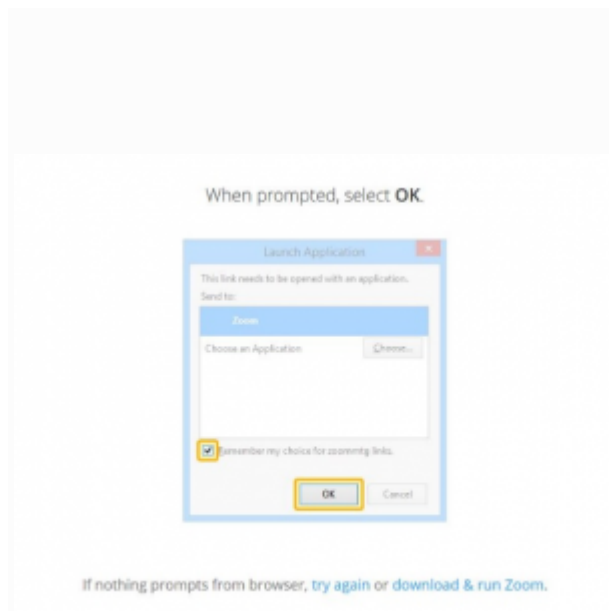 When prompted, select OK.
Launch Application
This link needs to be opened with an application.
Send to:
Zoom
Choose an Application
Choose...
Remember my choice for zoommtg links.
OK
Cancel
If nothing prompts from browser, try again or download & run Zoom.